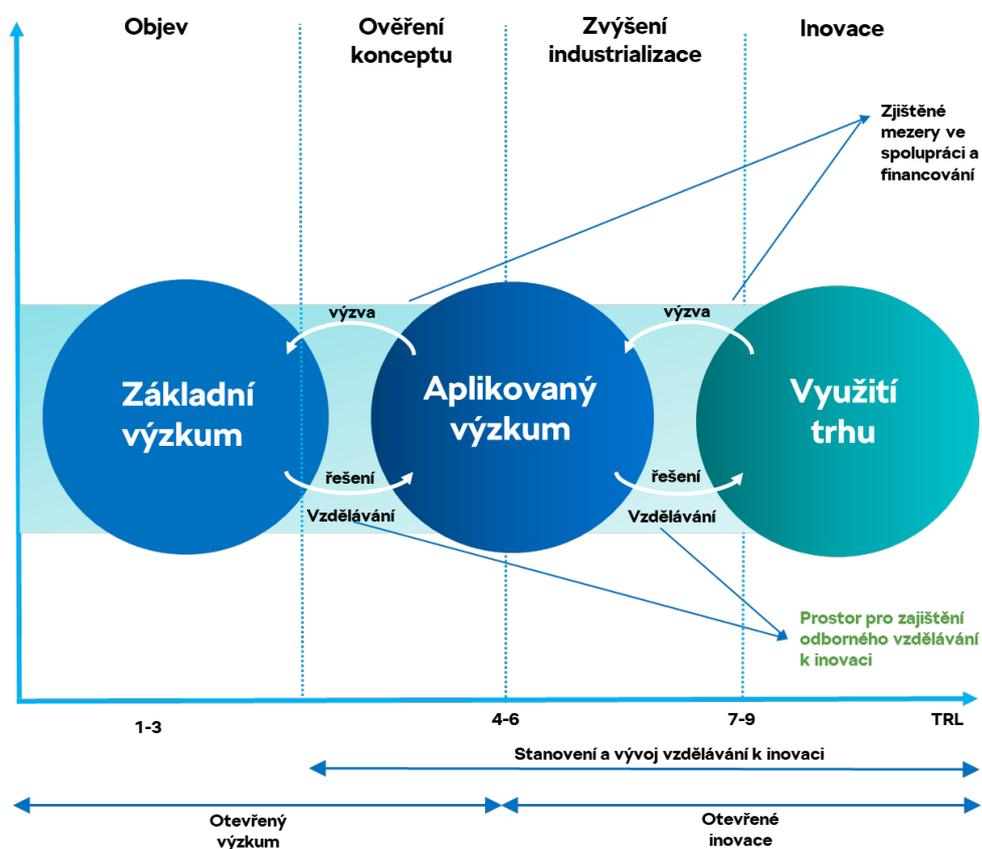 Objev
Ověření
konceptu
Zvýšení
industrializace
Inovace
Zjištěné
mezery ve
spolupráci a
financování
výzva
výzva
Základní
výzkum
Aplikovaný
výzkum
Využití
trhu
řešení
řešení
Vzdělávání
Vzdělávání
Prostor pro zajištění
odborného vzdělávání
k inovaci
1-3
4-6
7-9
TRL
Stanovení a vývoj vzdělávání k inovaci
Otevřený
výzkum
Otevřené
inovace